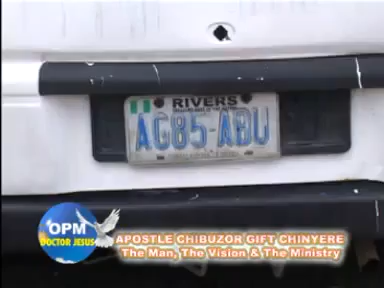 RIVERS
AG85-ABU
OPM
DOCTOR JESUS
APOSTLE CHIBUZOR GIFT CHINYERE
The Man, The Vision & The Ministry